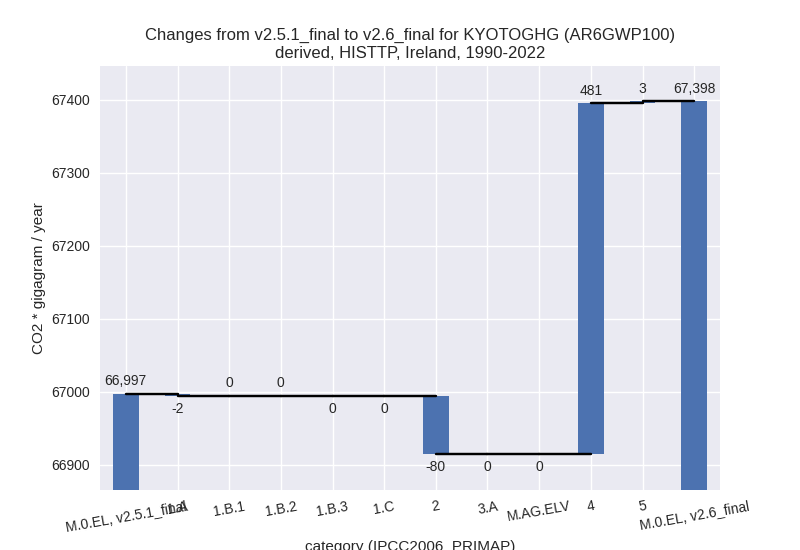 Changes from v2.5.1_final to v2.6_final for KYOTOGHG (AR6GWP100)
derived, HISTTP, Ireland, 1990-2022
CO2 * gigagram / year
67400
67300
67200
67100
67000
66900
66,997
-2
0
0
0
0
-80
0
0
481
3
67,398
M.0.EL, v2.5.1_final
1.A
1.B.1
1.B.2
1.B.3
1.C
2
3.A
M.AG.ELV
4
5
M.0.EL, v2.6_final
category (IPCC2006_PRIMAP)